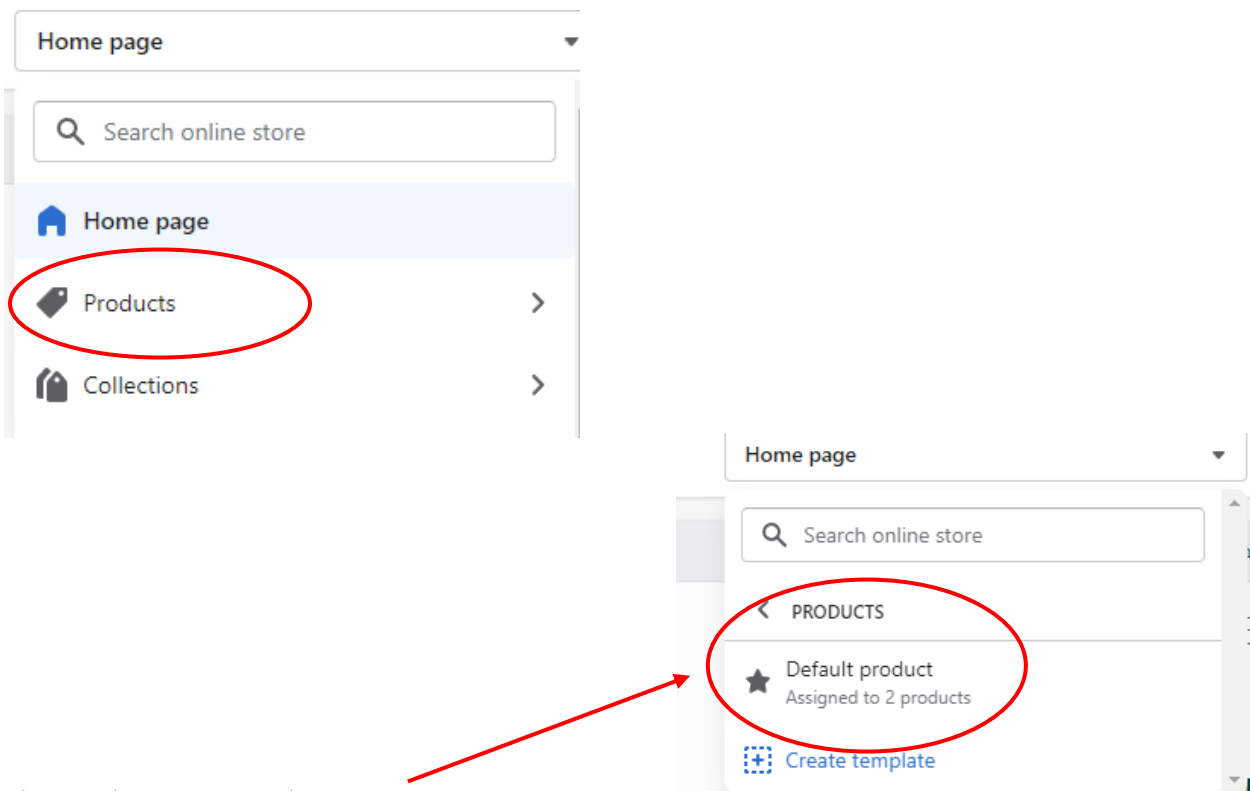 Home page
Search online store
Home page
Products
Collections
Home page
Search online store
PRODUCTS
Default product
Assigned to 2 products
Create template